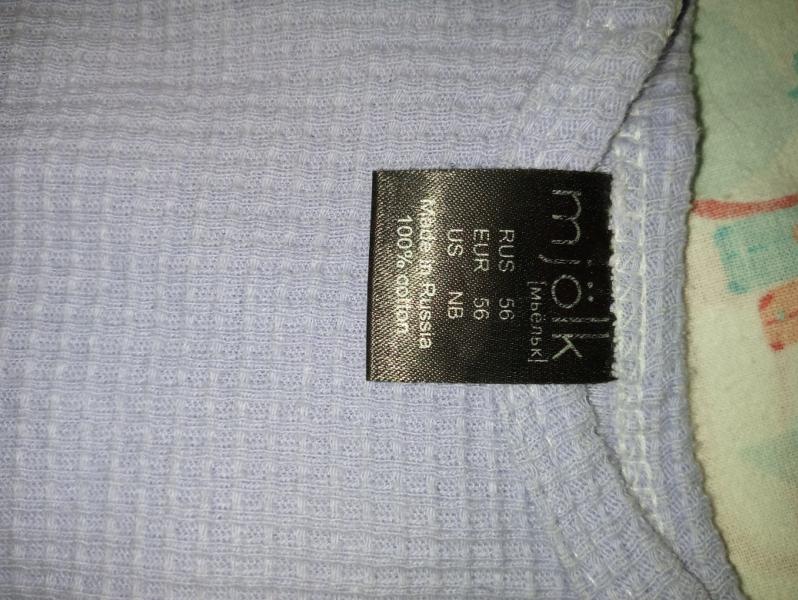 mjölk
[мьёльк]
RUS 56
EUR 56
US NB
Made in Russia
100% cotton